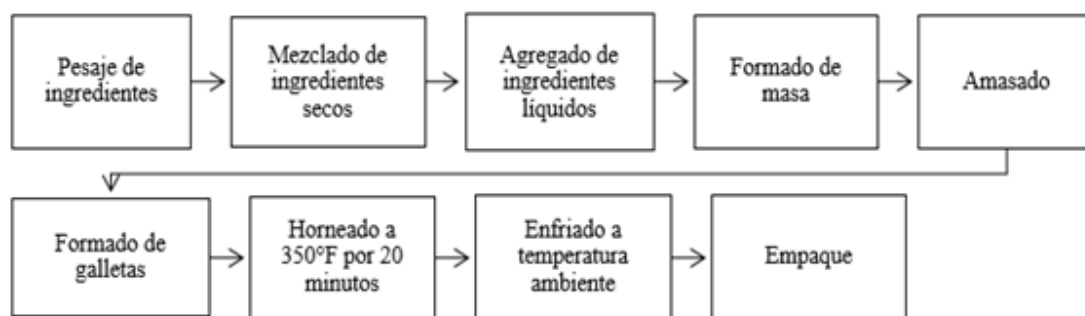 Pesaje de
ingredientes
Mezclado de
ingredientes
secos
Agregado de
ingredientes
líquidos
Formado de
masa
Amasado
Formado de
galletas
Horneado a
350°F por 20
minutos
Enfriado a
temperatura
ambiente
Empaque